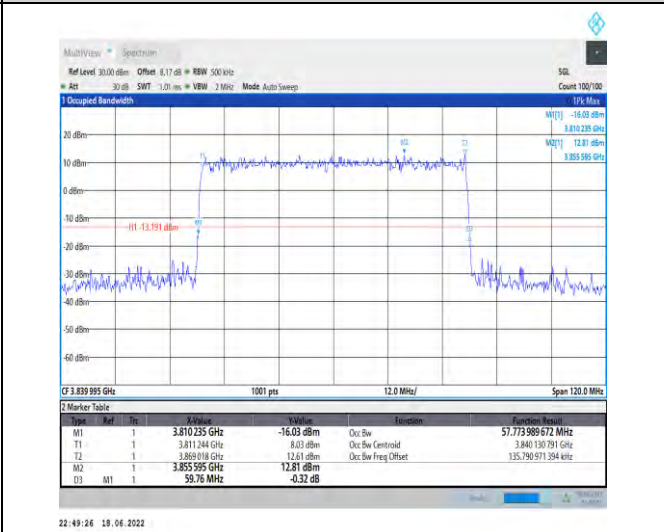 MultiView Spectrum
Ref Level 30.00 dBm Offset 8.17 dB RBW 500 kHz SGL
Att 30 dB SWT 1.01 ms VBW 2 MHz Mode Auto Sweep Count 100/100
1 Occupied Bandwidth 1Pk Max
M1[1] -16.03 dBm
3.810 235 GHz
20 dBm M2[1] 12.81 dBm
3.855 595 GHz
M2
T1 T2
10 dBm
0 dBm
-10 dBm
H1 -13.191 dBm
M1
D3
-20 dBm
-30 dBm
-40 dBm
-50 dBm
-60 dBm
CF 3.839 995 GHz 1001 pts 12.0 MHz/ Span 120.0 MHz
2 Marker Table
Type Ref Trc X-Value Y-Value Function Function Result
M1 1 3.810 235 GHz -16.03 dBm Occ Bw 57.773 989 672 MHz
T1 1 3.811 244 GHz 8.03 dBm Occ Bw Centroid 3.840 130 791 GHz
T2 1 3.869 018 GHz 12.61 dBm Occ Bw Freq Offset 135.790 971 394 kHz
M2 1 3.855 595 GHz 12.81 dBm
D3 M1 1 59.76 MHz -0.32 dB
22:49:26 18.06.2022